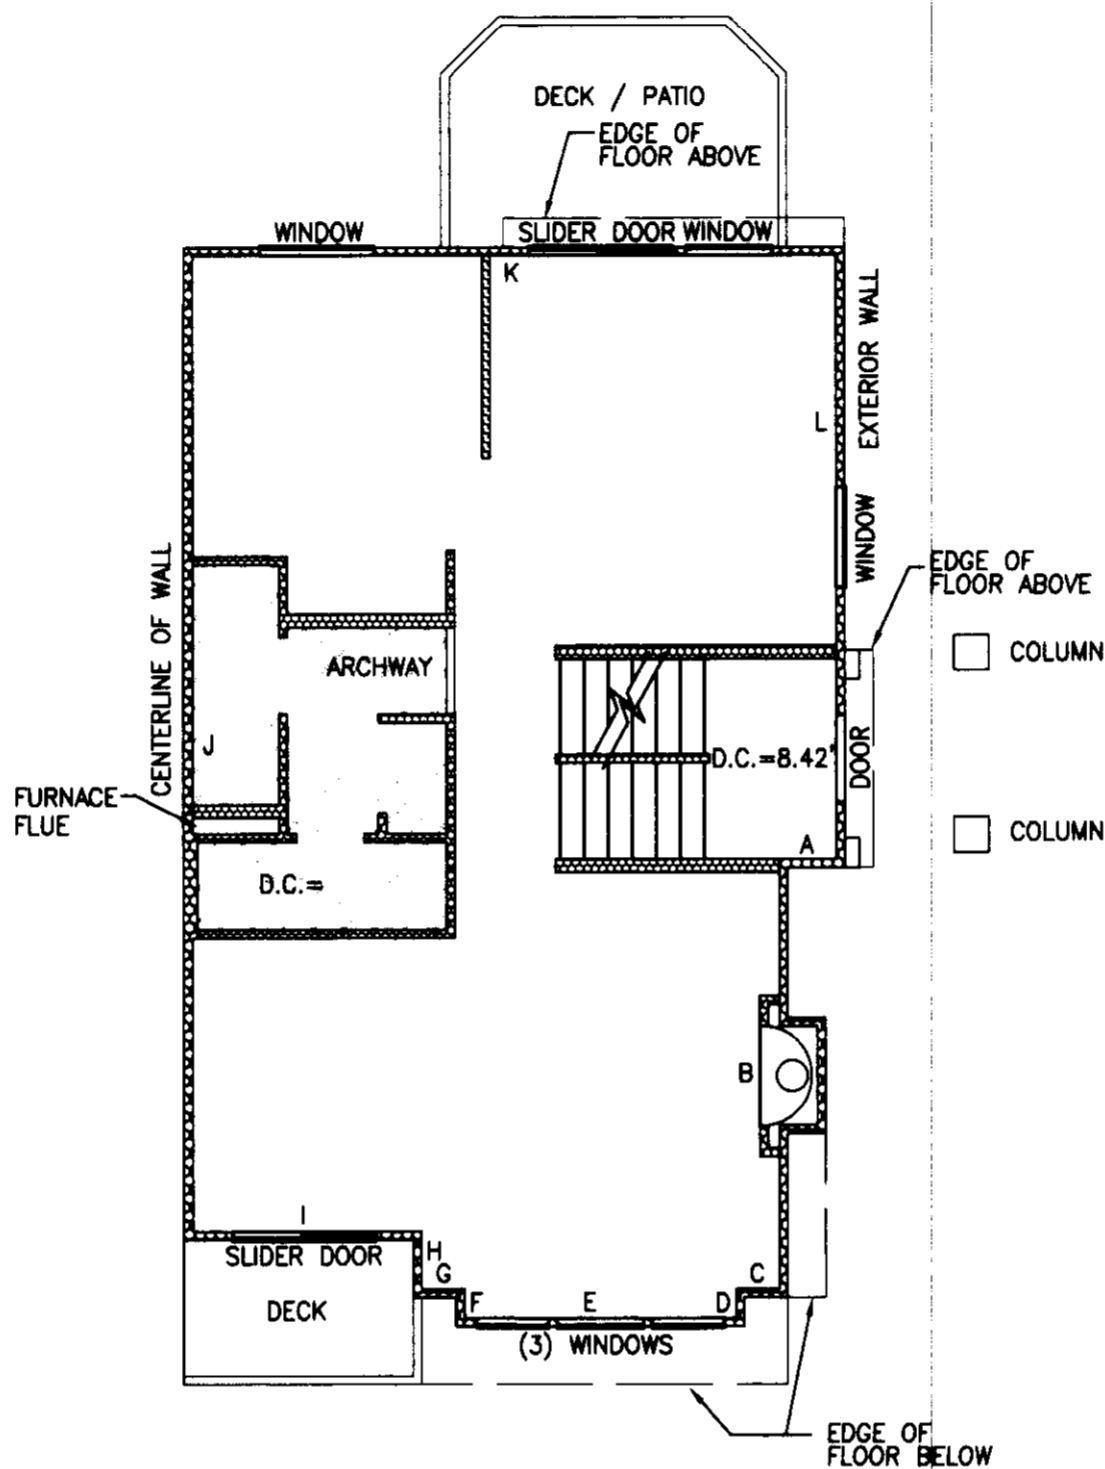 DECK / PATIO
EDGE OF
FLOOR ABOVE
WINDOW
SLIDER DOOR WINDOW
K
EXTERIOR WALL
L
WINDOW
EDGE OF
FLOOR ABOVE
CENTERLINE OF WALL
ARCHWAY
COLUMN
J
D.C.=8.42'
DOOR
FURNACE
FLUE
COLUMN
A
D.C.=
B
I
SLIDER DOOR
H
G
C
F
E
D
DECK
(3) WINDOWS
EDGE OF
FLOOR BELOW